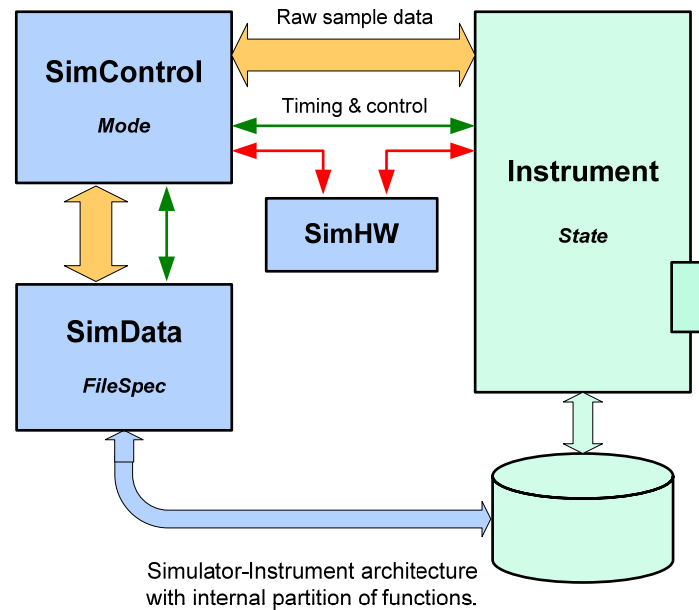 Raw sample data
SimControl
Mode
Timing & control
Instrument
State
SimHW
SimData
FileSpec
Simulator-Instrument architecture
with internal partition of functions.